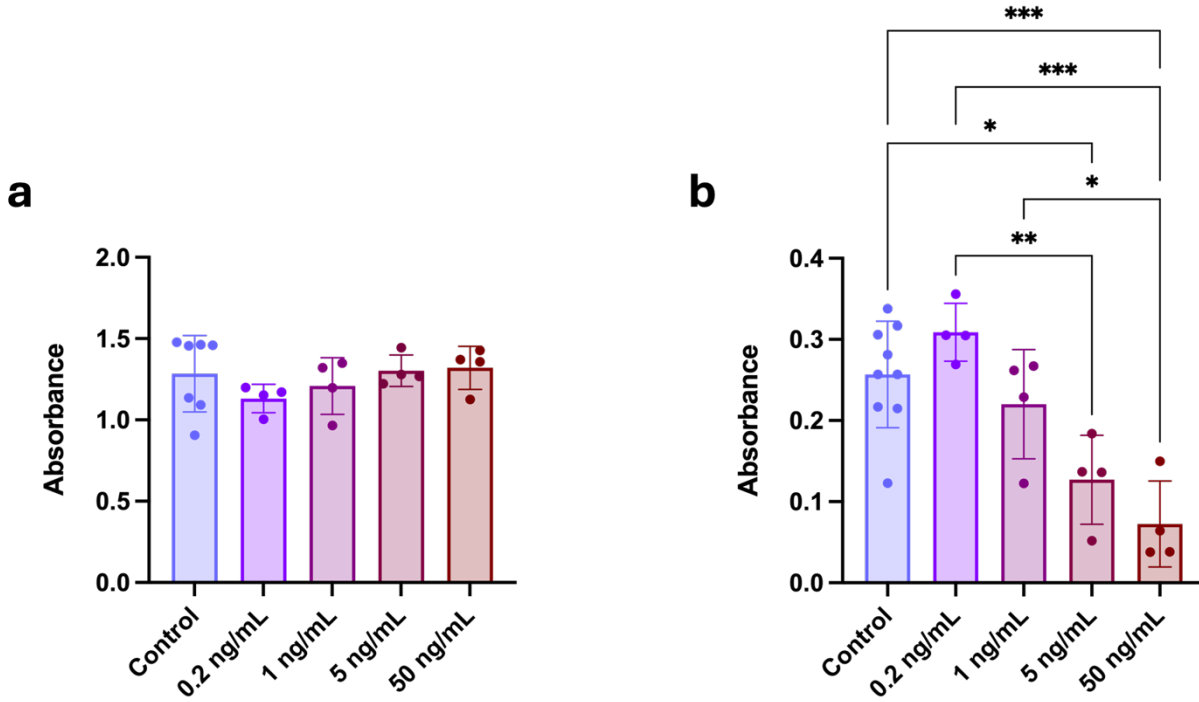 a
Absorbance
2.0
1.5
1.0
0.5
0.0
Control
0.2 ng/mL
1 ng/mL
5 ng/mL
50 ng/mL
b
***
***
*
*
**
Absorbance
0.4
0.3
0.2
0.1
0.0
Control
0.2 ng/mL
1 ng/mL
5 ng/mL
50 ng/mL